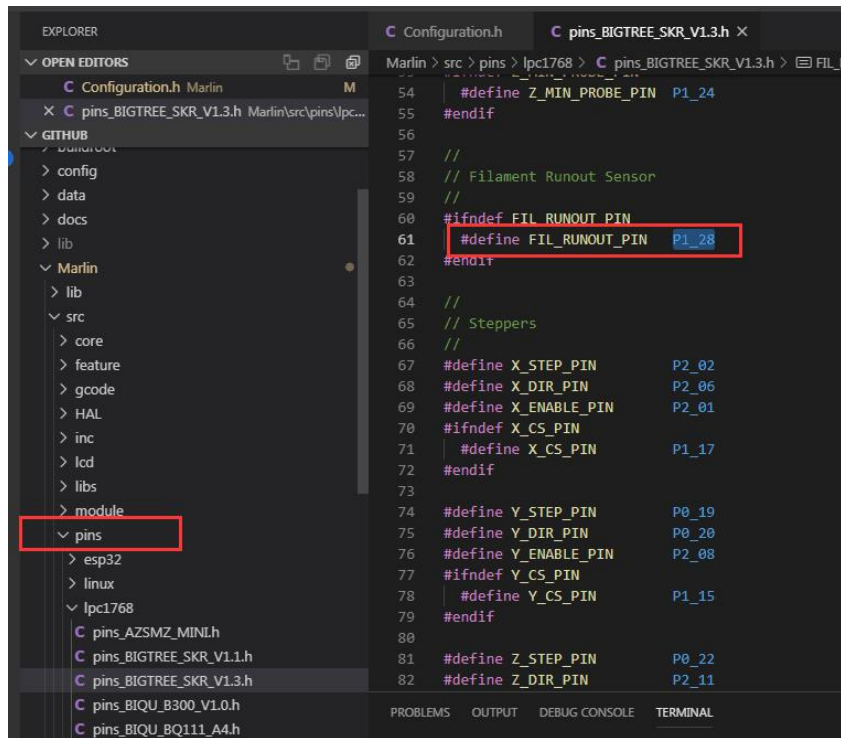 EXPLORER
OPEN EDITORS
C Configuration.h Marlin M
X C pins_BIGTREE_SKR_V1.3.h Marlin\src\pins\lpc...
GITHUB
> buildroot
> config
> data
> docs
> lib
Marlin
> lib
src
> core
> feature
> gcode
> HAL
> inc
> lcd
> libs
> module
pins
> esp32
> linux
lpc1768
C pins_AZSMZ_MINI.h
C pins_BIGTREE_SKR_V1.1.h
C pins_BIGTREE_SKR_V1.3.h
C pins_BIQU_B300_V1.0.h
C pins_BIQU_BQ111_A4.h
C Configuration.h C pins_BIGTREE_SKR_V1.3.h X
Marlin > src > pins > lpc1768 > C pins_BIGTREE_SKR_V1.3.h > FIL_
53 #ifndef Z_MIN_PROBE_PIN
54 #define Z_MIN_PROBE_PIN P1_24
55 #endif
56
57 //
58 // Filament Runout Sensor
59 //
60 #ifndef FIL_RUNOUT_PIN
61 #define FIL_RUNOUT_PIN P1_28
62 #endif
63
64 //
65 // Steppers
66 //
67 #define X_STEP_PIN P2_02
68 #define X_DIR_PIN P2_06
69 #define X_ENABLE_PIN P2_01
70 #ifndef X_CS_PIN
71 #define X_CS_PIN P1_17
72 #endif
73
74 #define Y_STEP_PIN P0_19
75 #define Y_DIR_PIN P0_20
76 #define Y_ENABLE_PIN P2_08
77 #ifndef Y_CS_PIN
78 #define Y_CS_PIN P1_15
79 #endif
80
81 #define Z_STEP_PIN P0_22
82 #define Z_DIR_PIN P2_11
PROBLEMS OUTPUT DEBUG CONSOLE TERMINAL